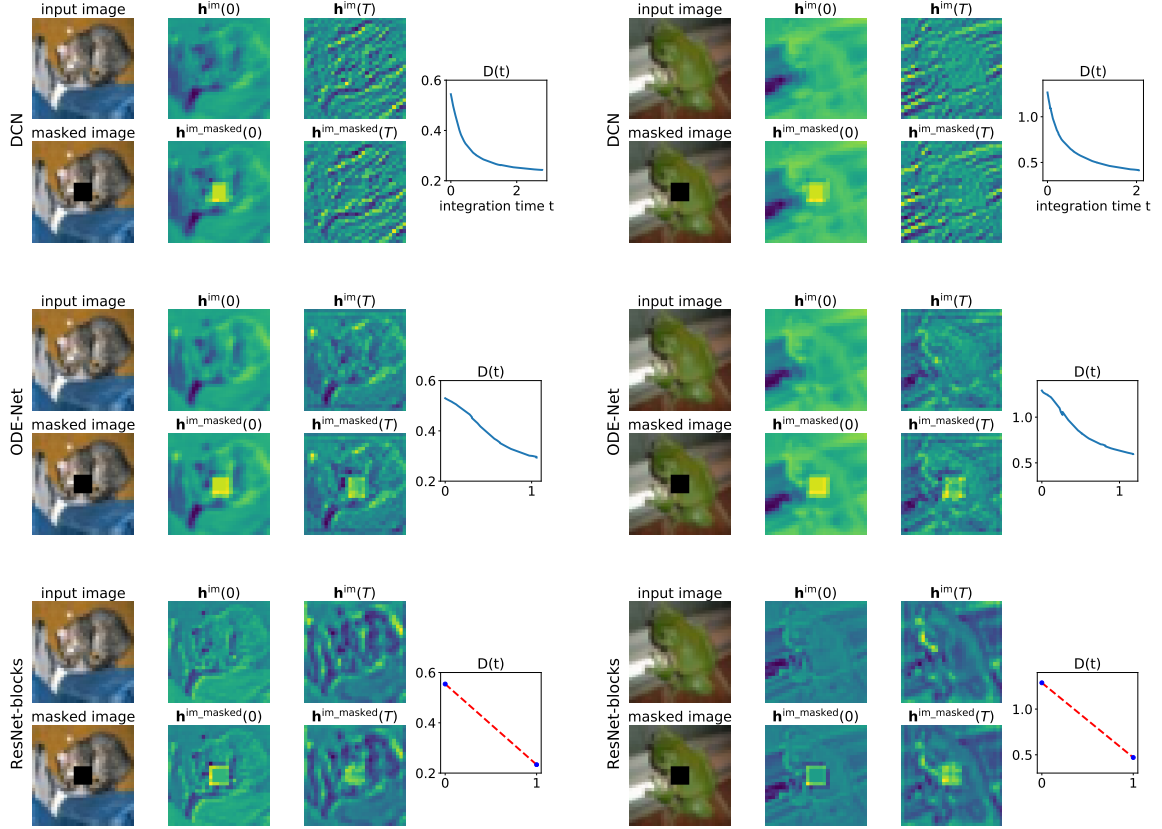 input image h^im(0) h^im(T) input image h^im(0) h^im(T)
DCN D(t) DCN D(t)
0.6
0.4
0.2
0 2
integration time t
1.0
0.5
0 2
integration time t
masked image h^im_masked(0) h^im_masked(T) masked image h^im_masked(0) h^im_masked(T)
input image h^im(0) h^im(T) input image h^im(0) h^im(T)
ODE-Net D(t) ODE-Net D(t)
0.6
0.4
0.2
0 1
1.0
0.5
0 1
masked image h^im_masked(0) h^im_masked(T) masked image h^im_masked(0) h^im_masked(T)
input image h^im(0) h^im(T) input image h^im(0) h^im(T)
ResNet-blocks D(t) ResNet-blocks D(t)
0.6
0.4
0.2
0 1
1.0
0.5
0 1
masked image h^im_masked(0) h^im_masked(T) masked image h^im_masked(0) h^im_masked(T)